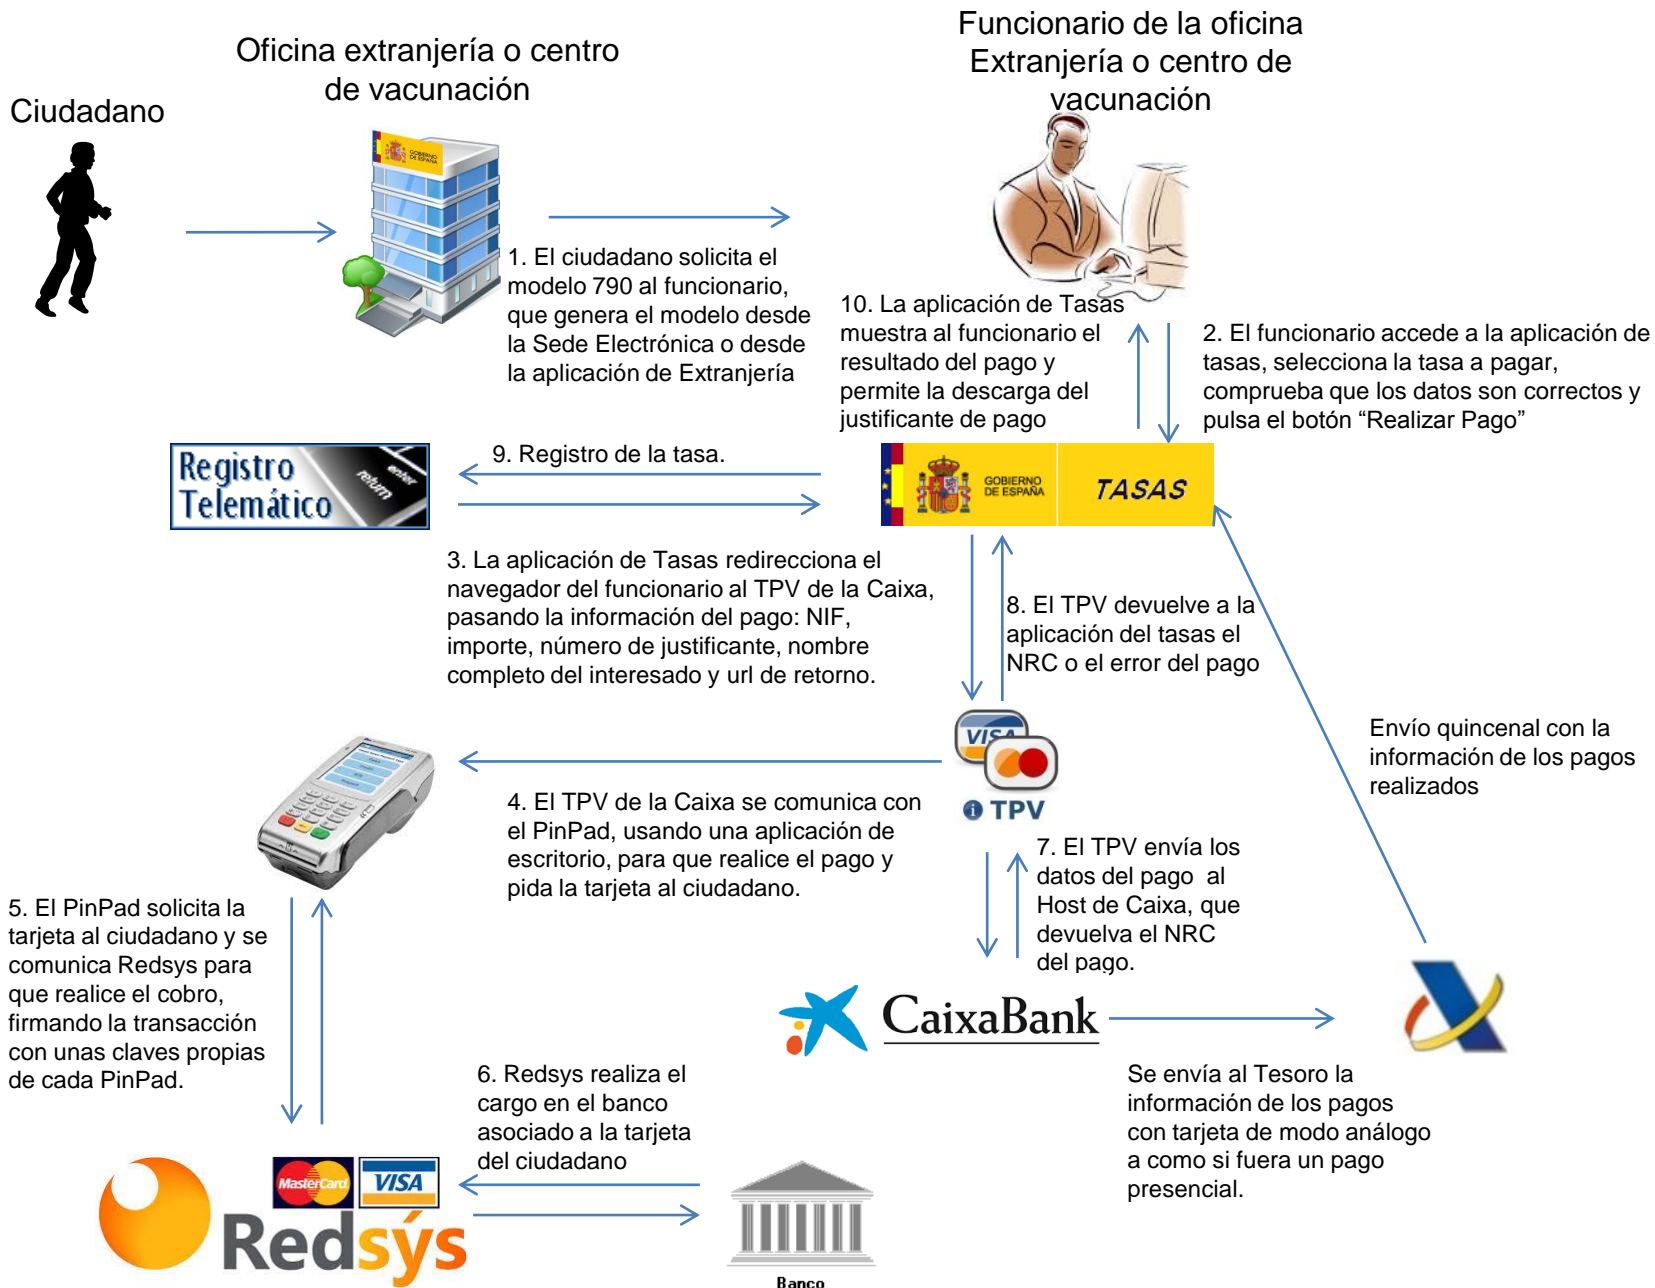 Ciudadano
Oficina extranjería o centro
de vacunación
Funcionario de la oficina
Extranjería o centro de
vacunación
GOBIERNO
DE ESPAÑA
1. El ciudadano solicita el
modelo 790 al funcionario,
que genera el modelo desde
la Sede Electrónica o desde
la aplicación de Extranjería
10. La aplicación de Tasas
muestra al funcionario el
resultado del pago y
permite la descarga del
justificante de pago
2. El funcionario accede a la aplicación de
tasas, selecciona la tasa a pagar,
comprueba que los datos son correctos y
pulsa el botón “Realizar Pago”
Registro
Telemático
enter
return
9. Registro de la tasa.
GOBIERNO
DE ESPAÑA
TASAS
3. La aplicación de Tasas redirecciona el
navegador del funcionario al TPV de la Caixa,
pasando la información del pago: NIF,
importe, número de justificante, nombre
completo del interesado y url de retorno.
8. El TPV devuelve a la
aplicación del tasas el
NRC o el error del pago
VISA
TPV
Envío quincenal con la
información de los pagos
realizados
4. El TPV de la Caixa se comunica con
el PinPad, usando una aplicación de
escritorio, para que realice el pago y
pida la tarjeta al ciudadano.
7. El TPV envía los
datos del pago  al
Host de Caixa, que
devuelva el NRC
del pago.
5. El PinPad solicita la
tarjeta al ciudadano y se
comunica Redsys para
que realice el cobro,
firmando la transacción
con unas claves propias
de cada PinPad.
CaixaBank
6. Redsys realiza el
cargo en el banco
asociado a la tarjeta
del ciudadano
Se envía al Tesoro la
información de los pagos
con tarjeta de modo análogo
a como si fuera un pago
presencial.
MasterCard
VISA
Redsýs
Banco